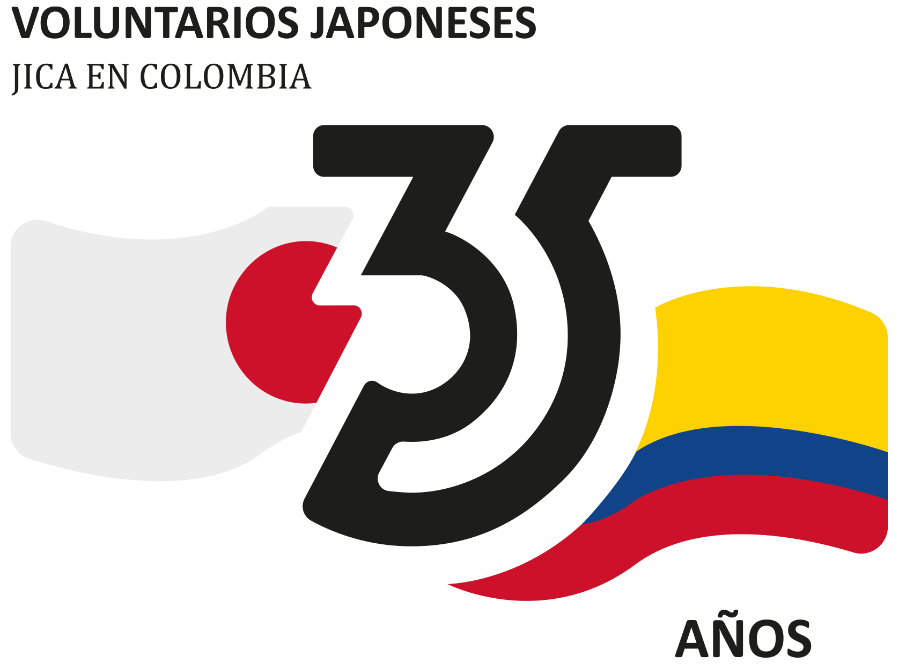 VOLUNTARIOS JAPONESES
JICA EN COLOMBIA
35
AÑOS